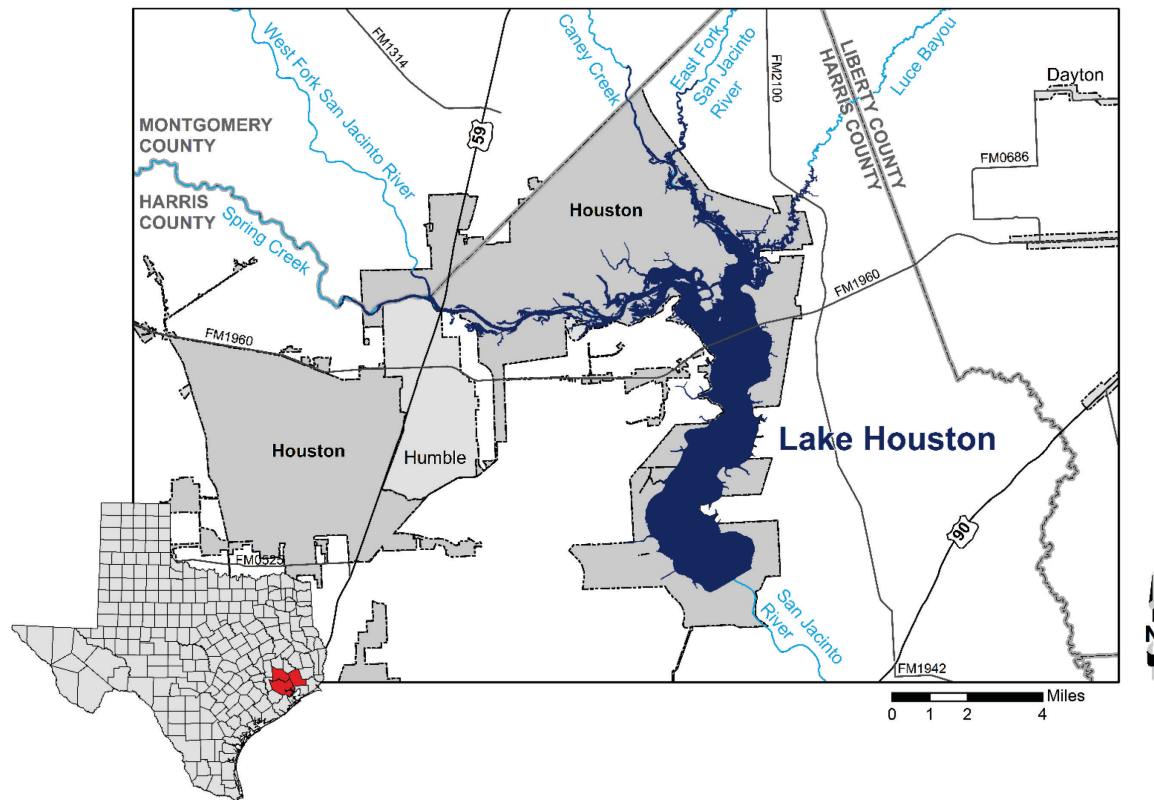 FM1314
West Fork San Jacinto River
Caney Creek
East Fork
San Jacinto
River
FM2100
LIBERTY COUNTY
HARRIS COUNTY
Luce Bayou
Dayton
MONTGOMERY
COUNTY
59
FM0686
HARRIS
COUNTY
Spring Creek
Houston
FM1960
FM1960
Lake Houston
Houston
Humble
90
FM0525
San Jacinto
River
N
FM1942
Miles
0 1 2 4